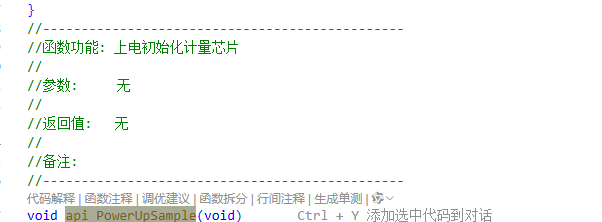 }
//------------------------------------------------
//函数功能: 上电初始化计量芯片
//
//参数:     无
//
//返回值:   无
//
//备注:
//------------------------------------------------
代码解释 | 函数注释 | 调优建议 | 函数拆分 | 行间注释 | 生成单测 |
void api_PowerUpSample(void)    Ctrl + Y 添加选中代码到对话